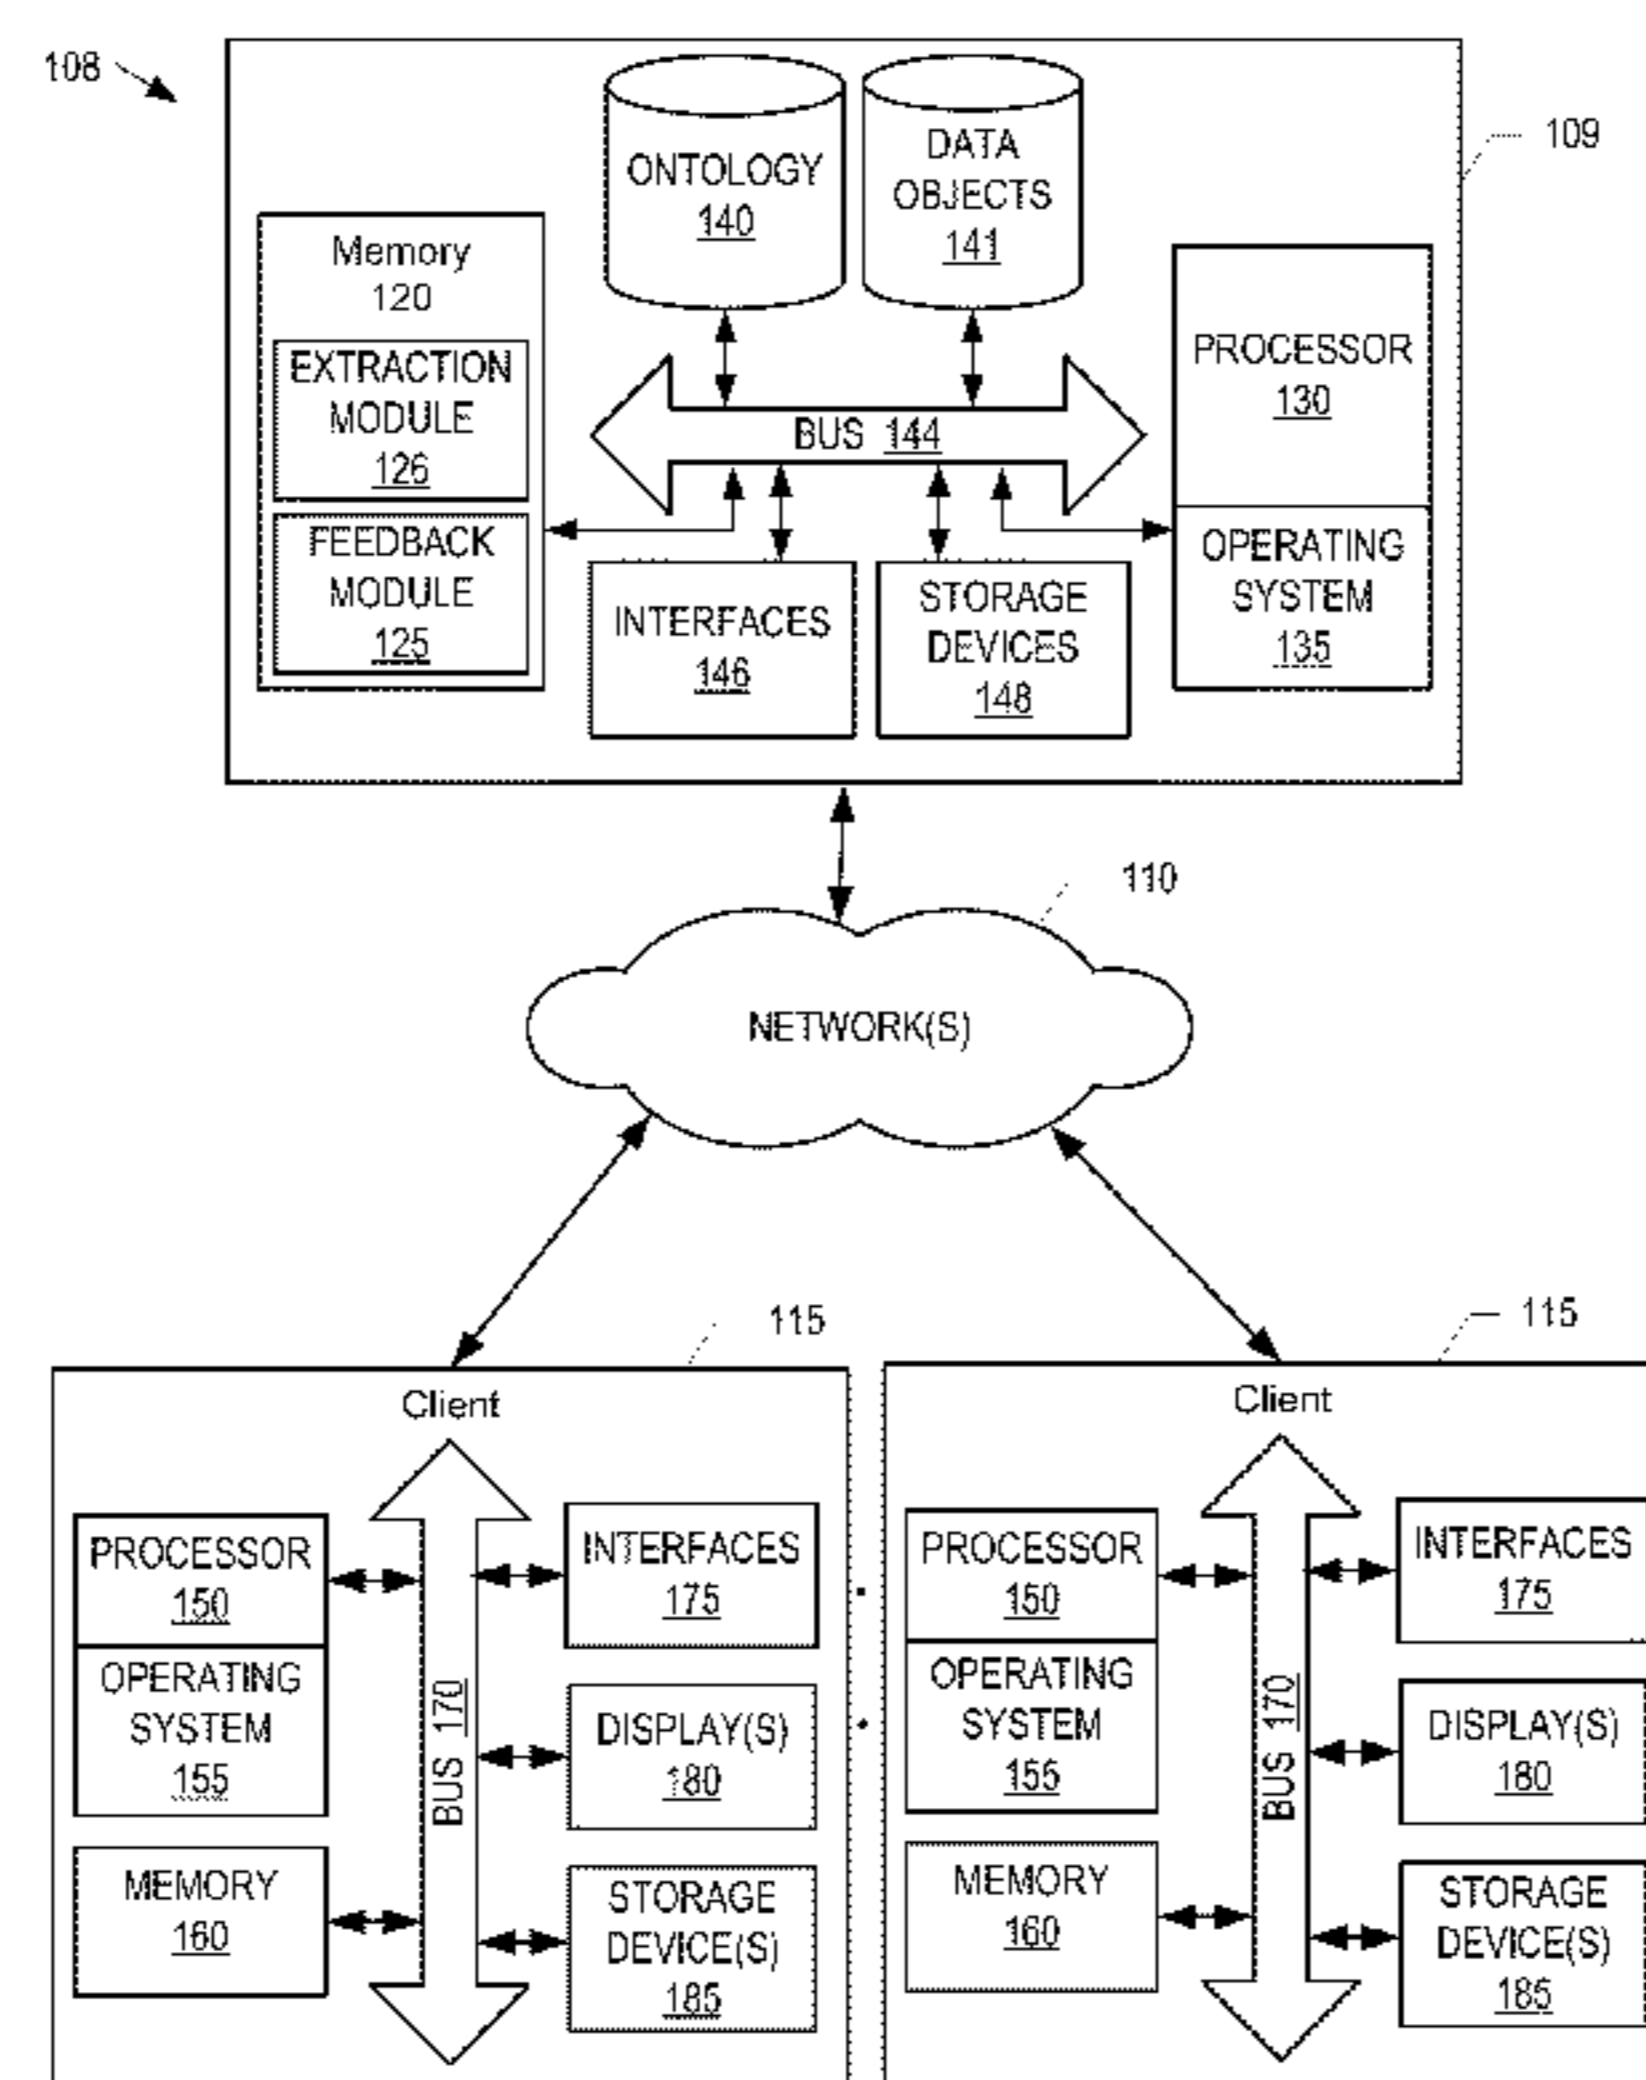 108
109
ONTOLOGY
140
DATA
OBJECTS
141
Memory
120
EXTRACTION
MODULE
126
FEEDBACK
MODULE
125
BUS 144
PROCESSOR
130
OPERATING
SYSTEM
135
INTERFACES
146
STORAGE
DEVICES
148
110
NETWORK(S)
115
Client
PROCESSOR
150
OPERATING
SYSTEM
155
MEMORY
160
BUS 170
INTERFACES
175
DISPLAY(S)
180
STORAGE
DEVICE(S)
185
115
Client
PROCESSOR
150
OPERATING
SYSTEM
155
MEMORY
160
BUS 170
INTERFACES
175
DISPLAY(S)
180
STORAGE
DEVICE(S)
185